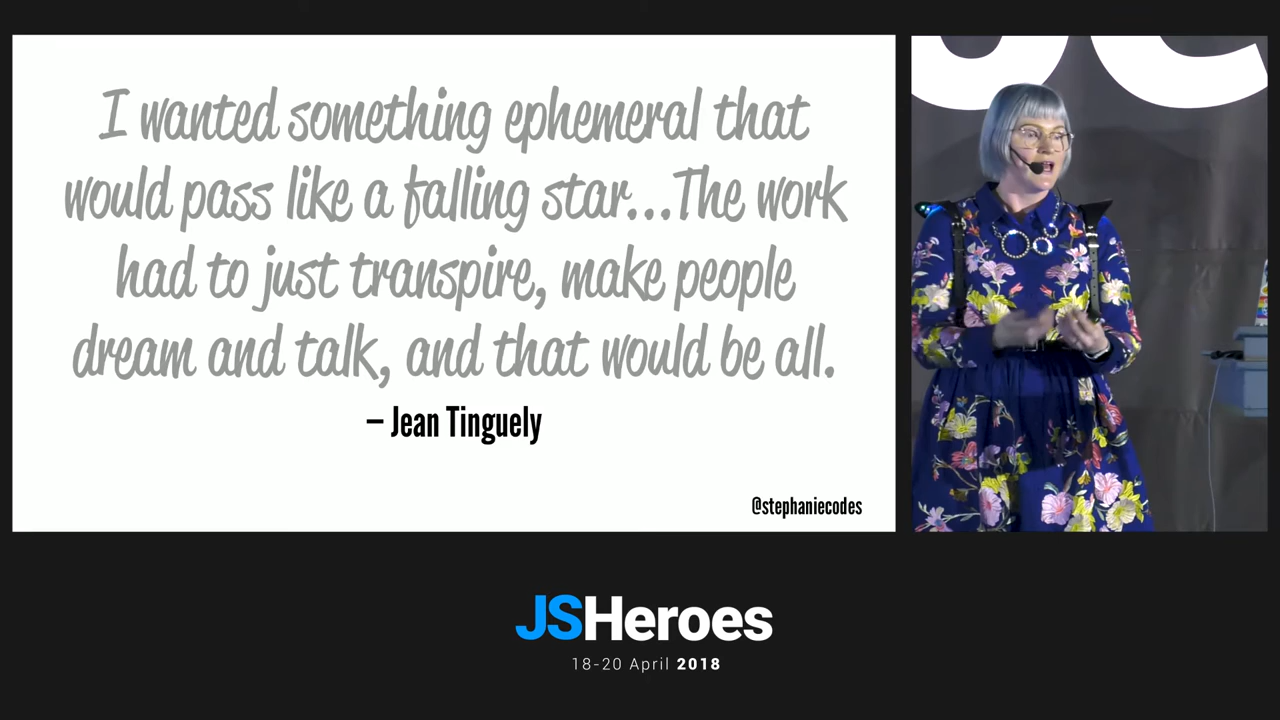 I wanted something ephemeral that
would pass like a falling star...The work
had to just transpire, make people
dream and talk, and that would be all.
– Jean Tinguely
@stephaniecodes
JSHeroes
18-20 April 2018